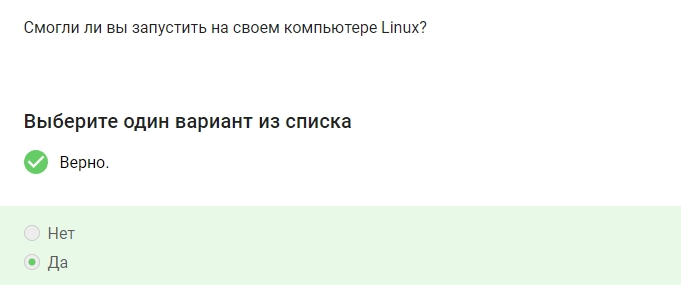 Смогли ли вы запустить на своем компьютере Linux?
Выберите один вариант из списка
Верно.
Нет
Да